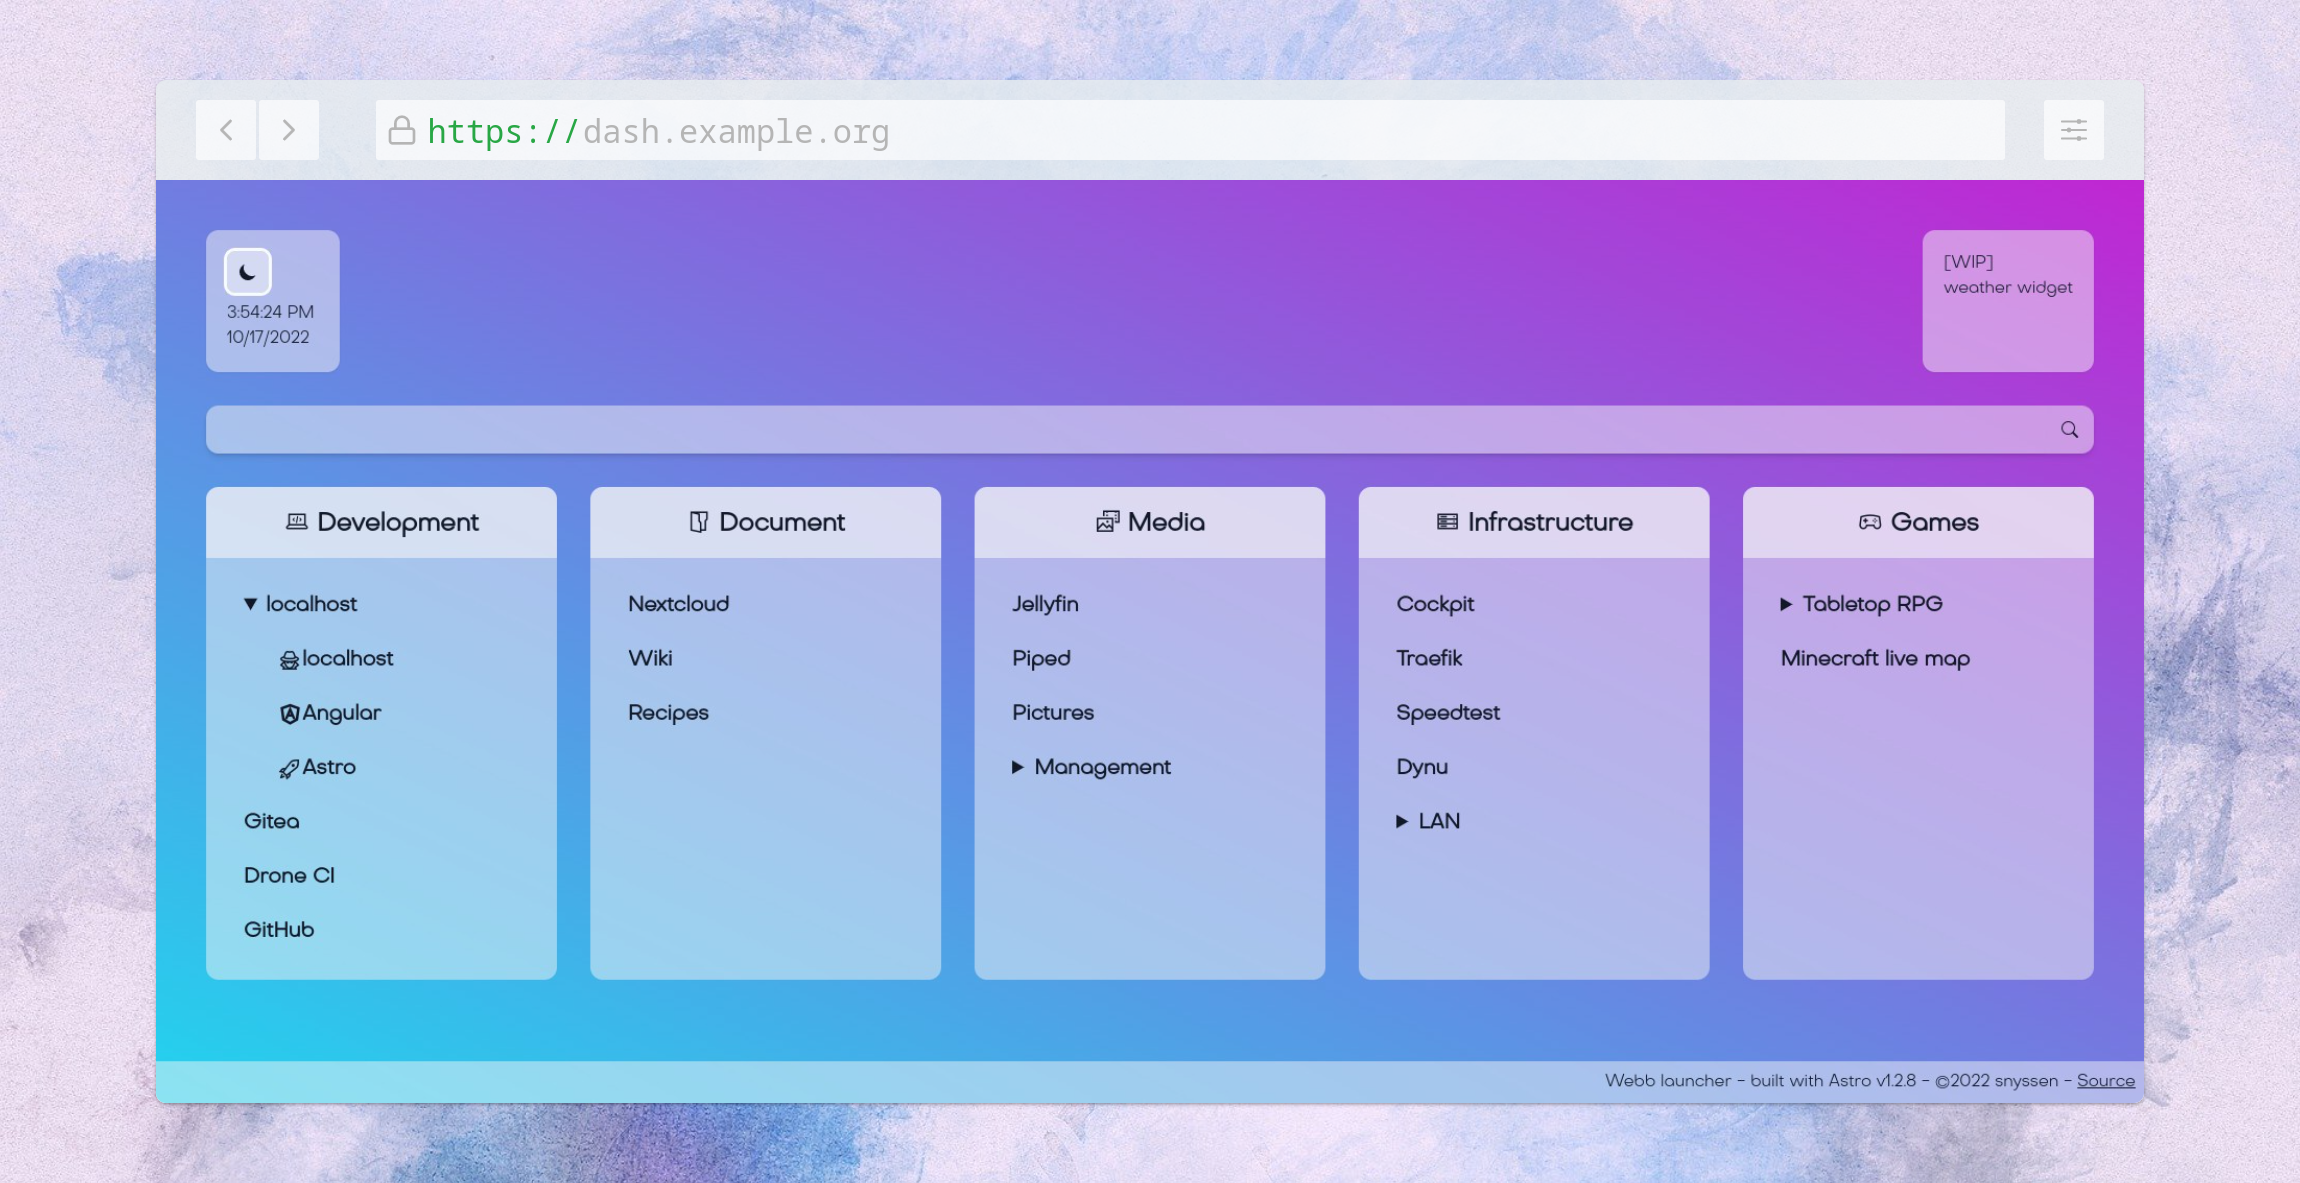 https://dash.example.org
3:54:24 PM
10/17/2022
[WIP]
weather widget
Development
localhost
localhost
Angular
Astro
Gitea
Drone CI
GitHub
Document
Nextcloud
Wiki
Recipes
Media
Jellyfin
Piped
Pictures
Management
Infrastructure
Cockpit
Traefik
Speedtest
Dynu
LAN
Games
Tabletop RPG
Minecraft live map
Webb launcher - built with Astro v1.2.8 - ©2022 snyssen - Source